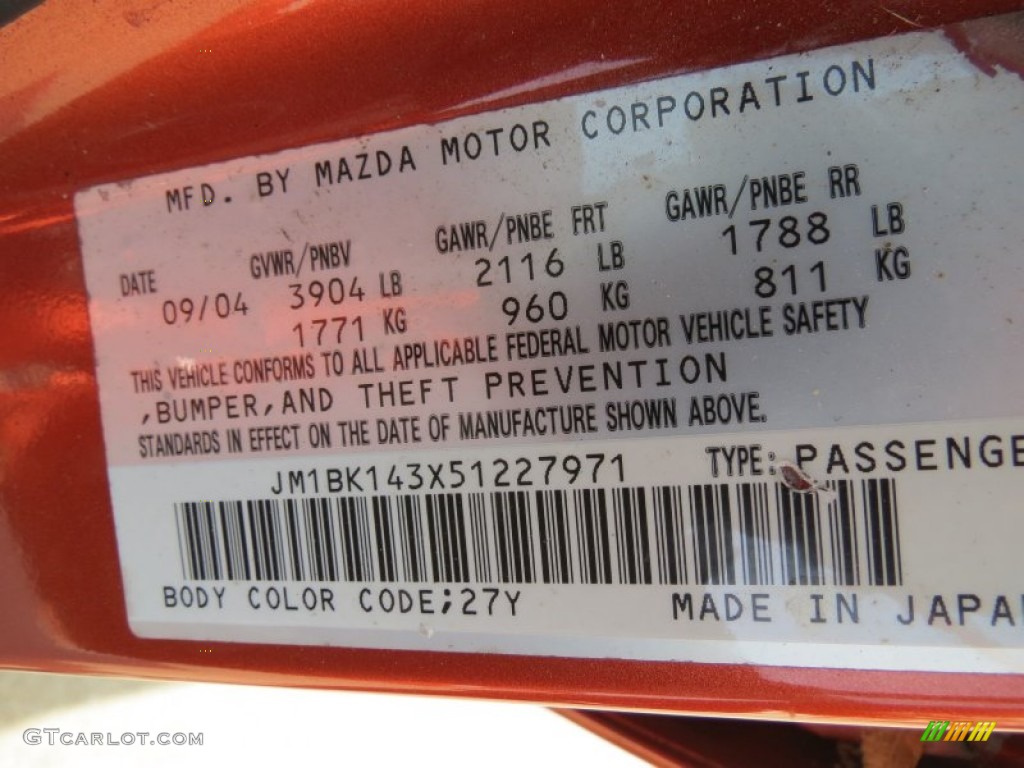 MFD. BY MAZDA MOTOR CORPORATION
DATE GVWR/PNBV GAWR/PNBE FRT GAWR/PNBE RR
09/04 3904 LB 2116 LB 1788 LB
1771 KG 960 KG 811 KG
THIS VEHICLE CONFORMS TO ALL APPLICABLE FEDERAL MOTOR VEHICLE SAFETY
,BUMPER,AND THEFT PREVENTION
STANDARDS IN EFFECT ON THE DATE OF MANUFACTURE SHOWN ABOVE.
JM1BK143X51227971 TYPE: PASSENGE
BODY COLOR CODE;27Y MADE IN JAPA
GTCARLOT.COM